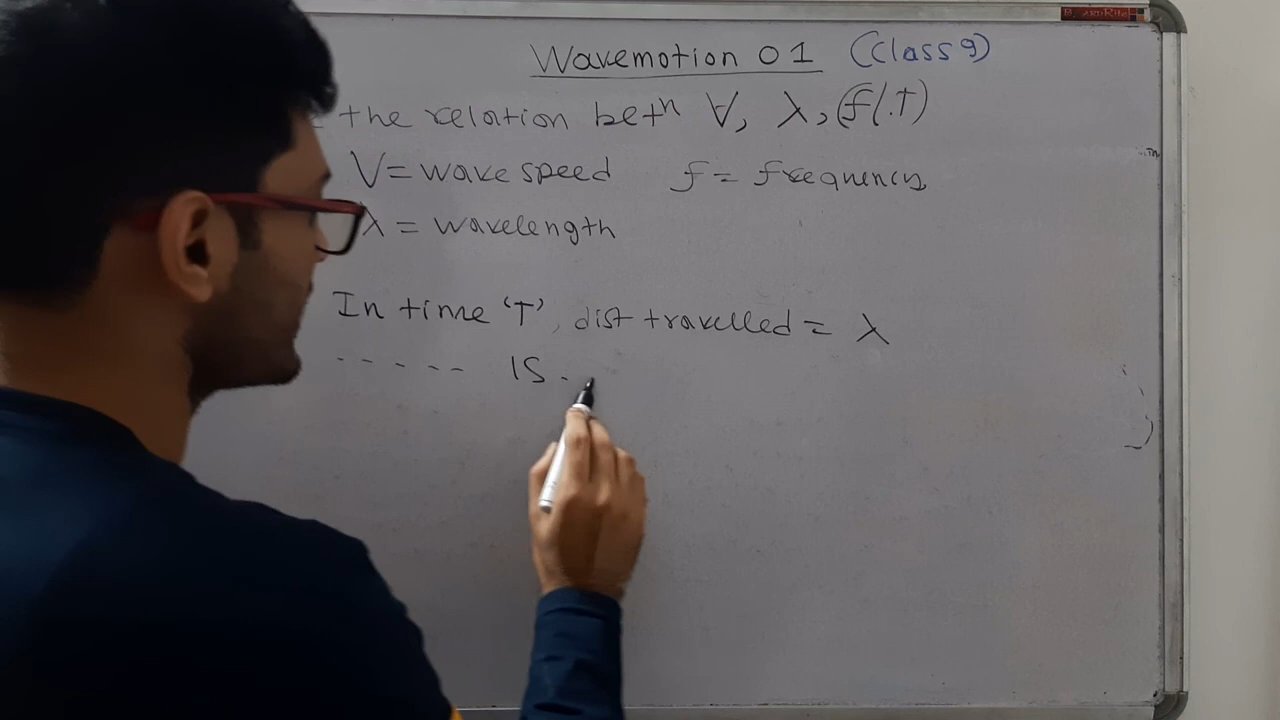 Wavemotion 01 (Class 9)
the relation betn V, λ, f(.T)
V = wave speed f = frequency
λ = wavelength
In time 'T', dist travelled = λ
----- 1S.